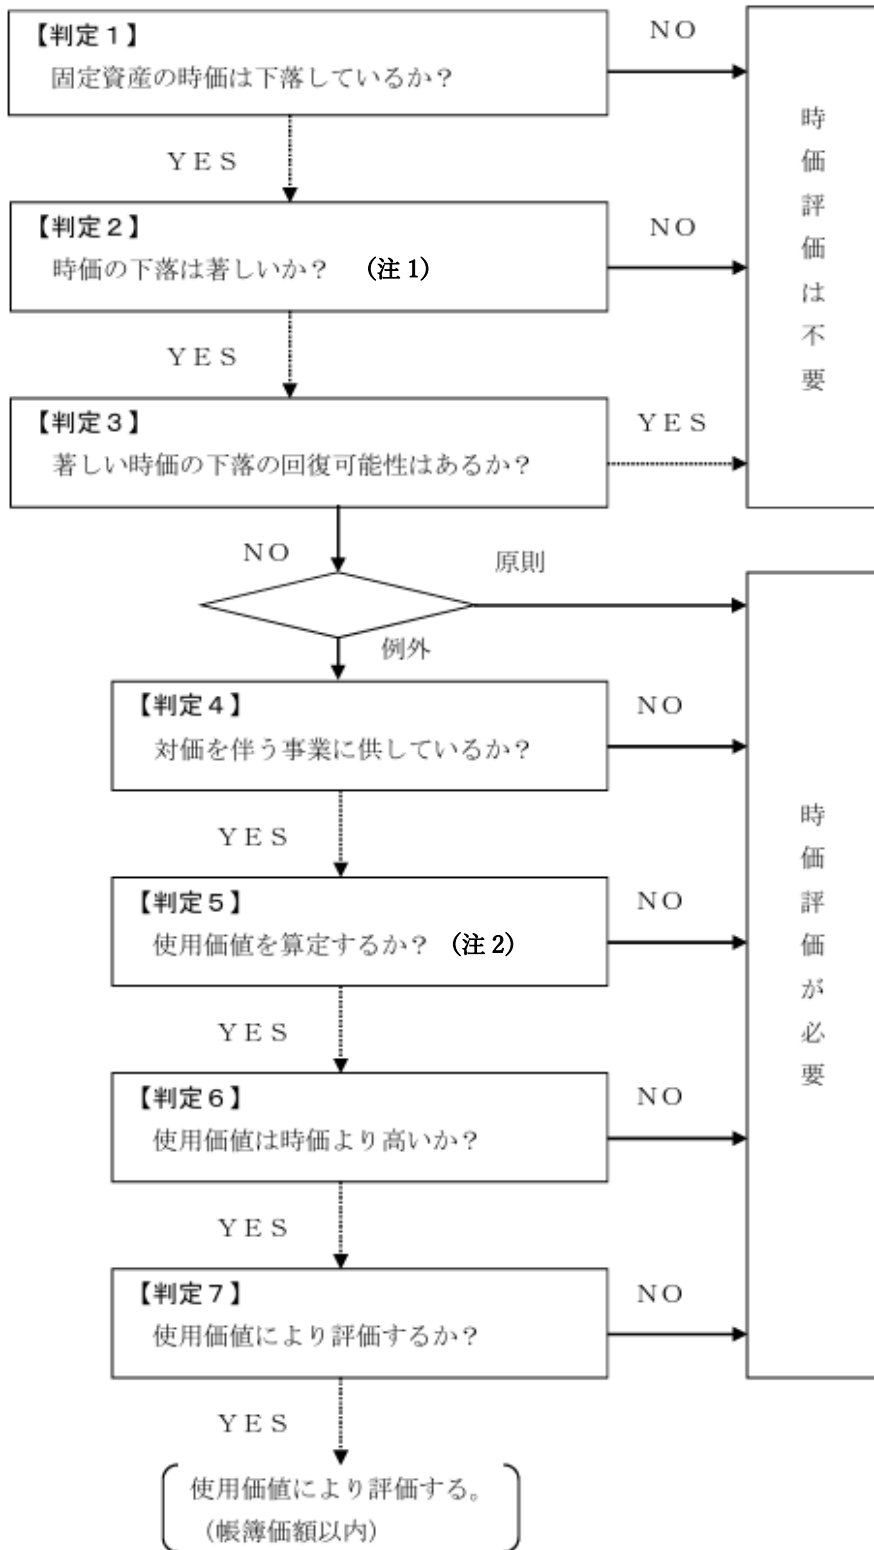 【判定１】
固定資産の時価は下落しているか？
ＮＯ
ＹＥＳ
【判定２】
時価の下落は著しいか？　(注 1)
ＮＯ
ＹＥＳ
【判定３】
著しい時価の下落の回復可能性はあるか？
ＹＥＳ
時価評価は不要
ＮＯ
原則
例外
【判定４】
対価を伴う事業に供しているか？
ＮＯ
ＹＥＳ
【判定５】
使用価値を算定するか？　(注 2)
ＮＯ
ＹＥＳ
【判定６】
使用価値は時価より高いか？
ＮＯ
ＹＥＳ
【判定７】
使用価値により評価するか？
ＮＯ
時価評価が必要
ＹＥＳ
使用価値により評価する。
（帳簿価額以内）